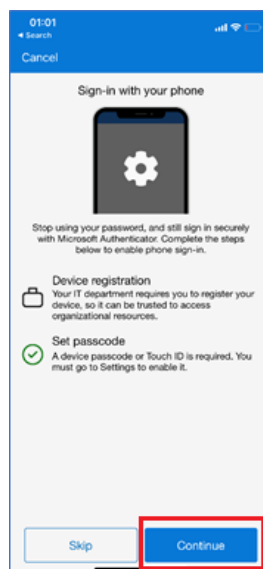 01:01
◀ Search
Cancel
Sign-in with your phone
Stop using your password, and still sign in securely
with Microsoft Authenticator. Complete the steps
below to enable phone sign-in.
Device registration
Your IT department requires you to register your
device, so it can be trusted to access
organizational resources.
Set passcode
A device passcode or Touch ID is required. You
must go to Settings to enable it.
Skip
Continue